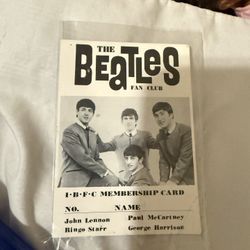 THE
BEATLES
FAN CLUB
I·B·F·C MEMBERSHIP CARD
NO. NAME
John Lennon Paul McCartney
Ringo Starr George Harrison